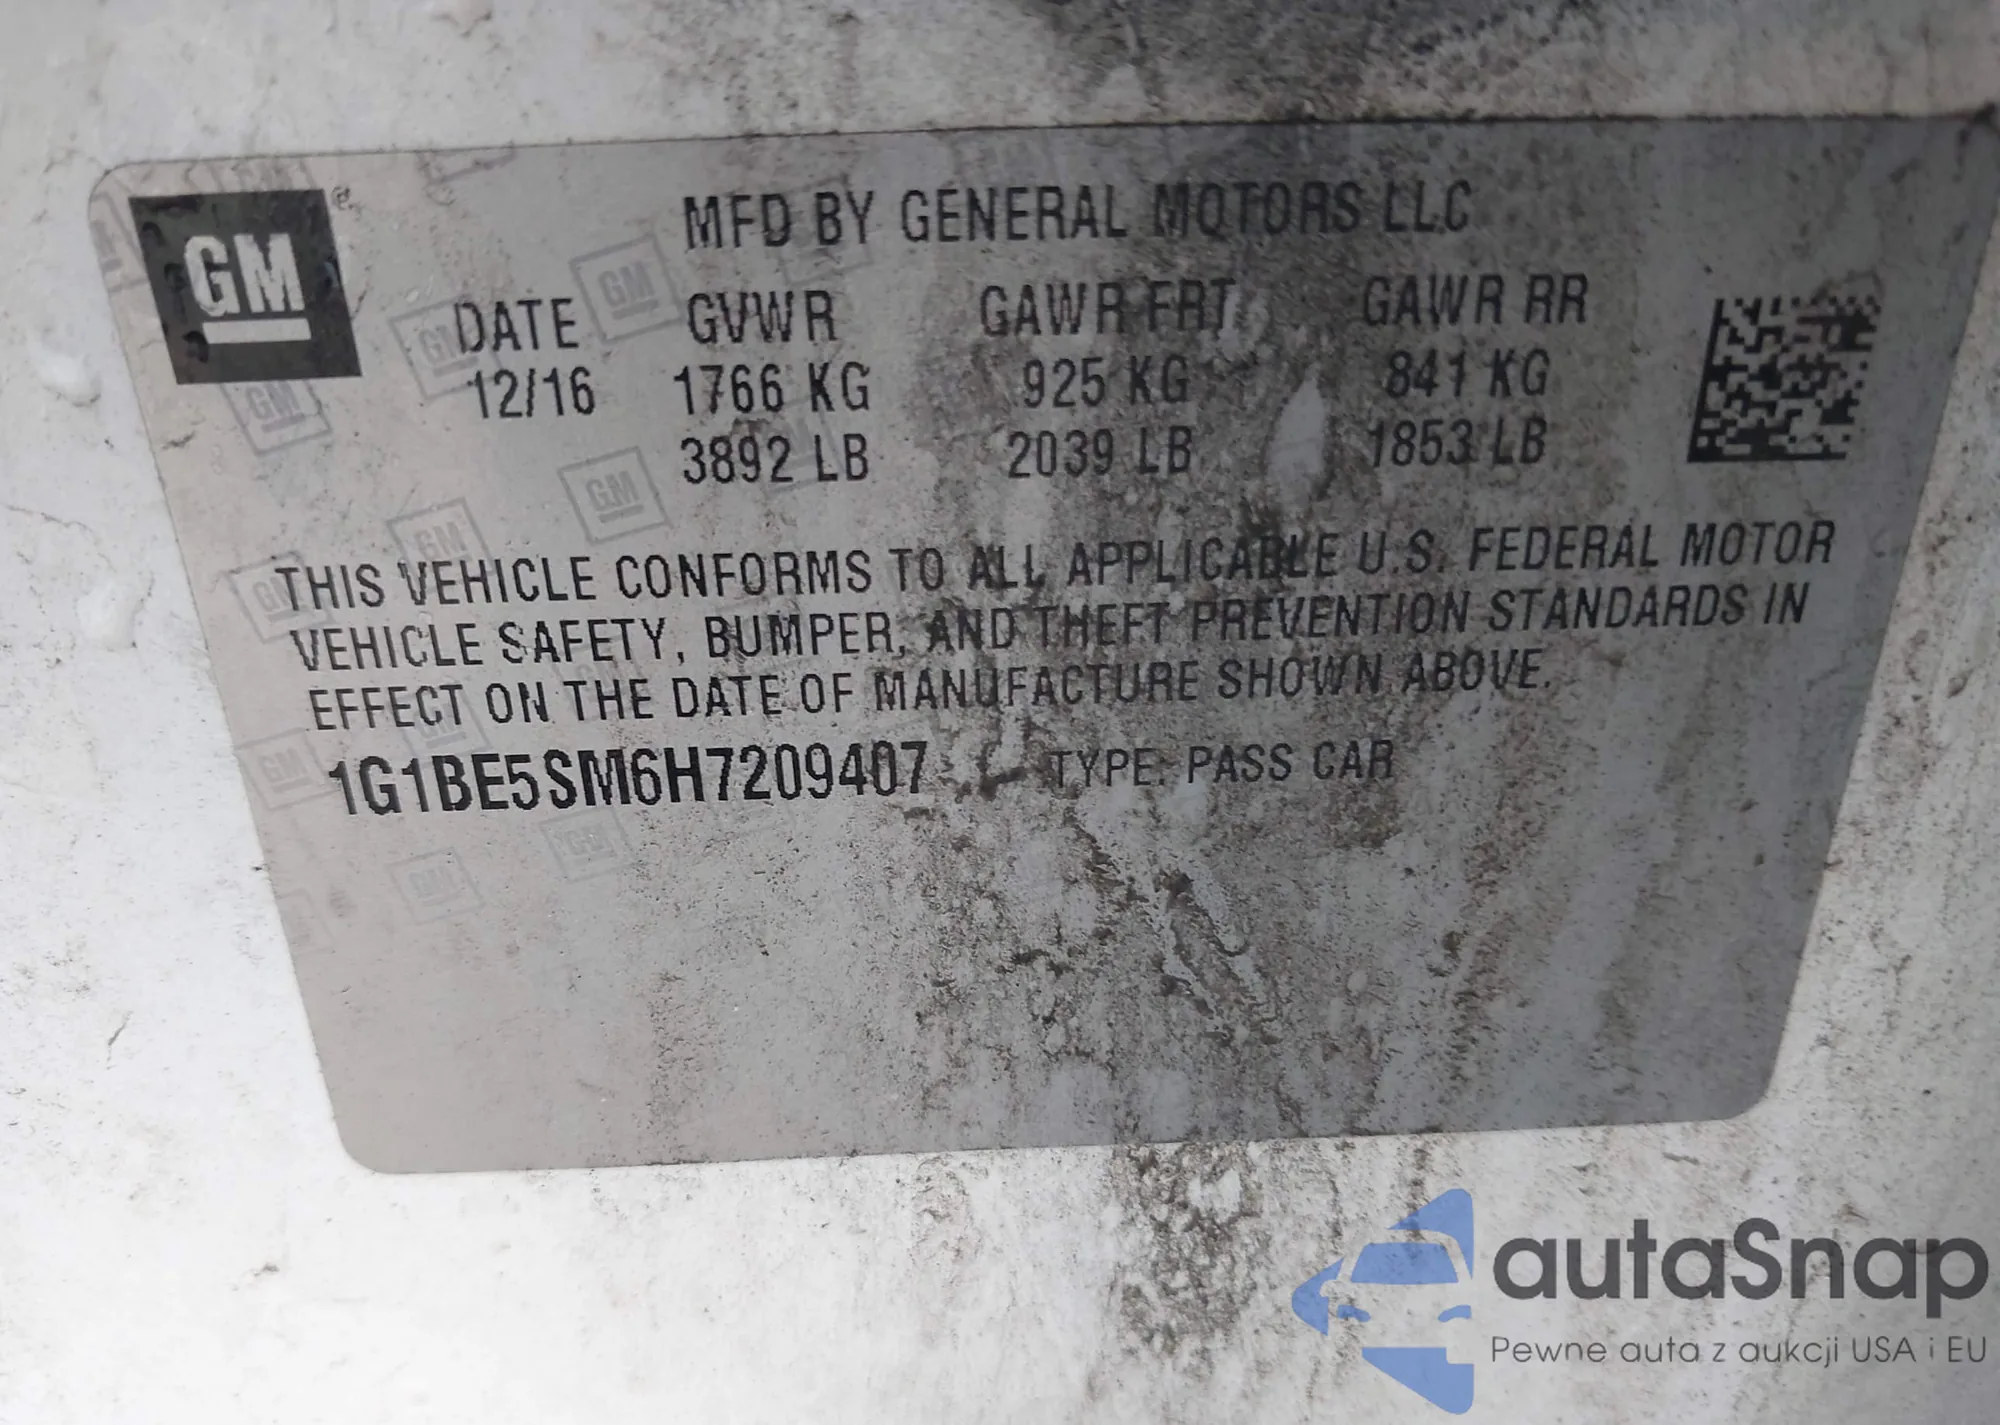 GM
MFD BY GENERAL MOTORS LLC
DATE GVWR GAWR FRT GAWR RR
12/16 1766 KG 925 KG 841 KG
3892 LB 2039 LB 1853 LB
THIS VEHICLE CONFORMS TO ALL APPLICABLE U.S. FEDERAL MOTOR
VEHICLE SAFETY, BUMPER, AND THEFT PREVENTION STANDARDS IN
EFFECT ON THE DATE OF MANUFACTURE SHOWN ABOVE.
1G1BE5SM6H7209407 TYPE: PASS CAR
autaSnap
Pewne auta z aukcji USA i EU